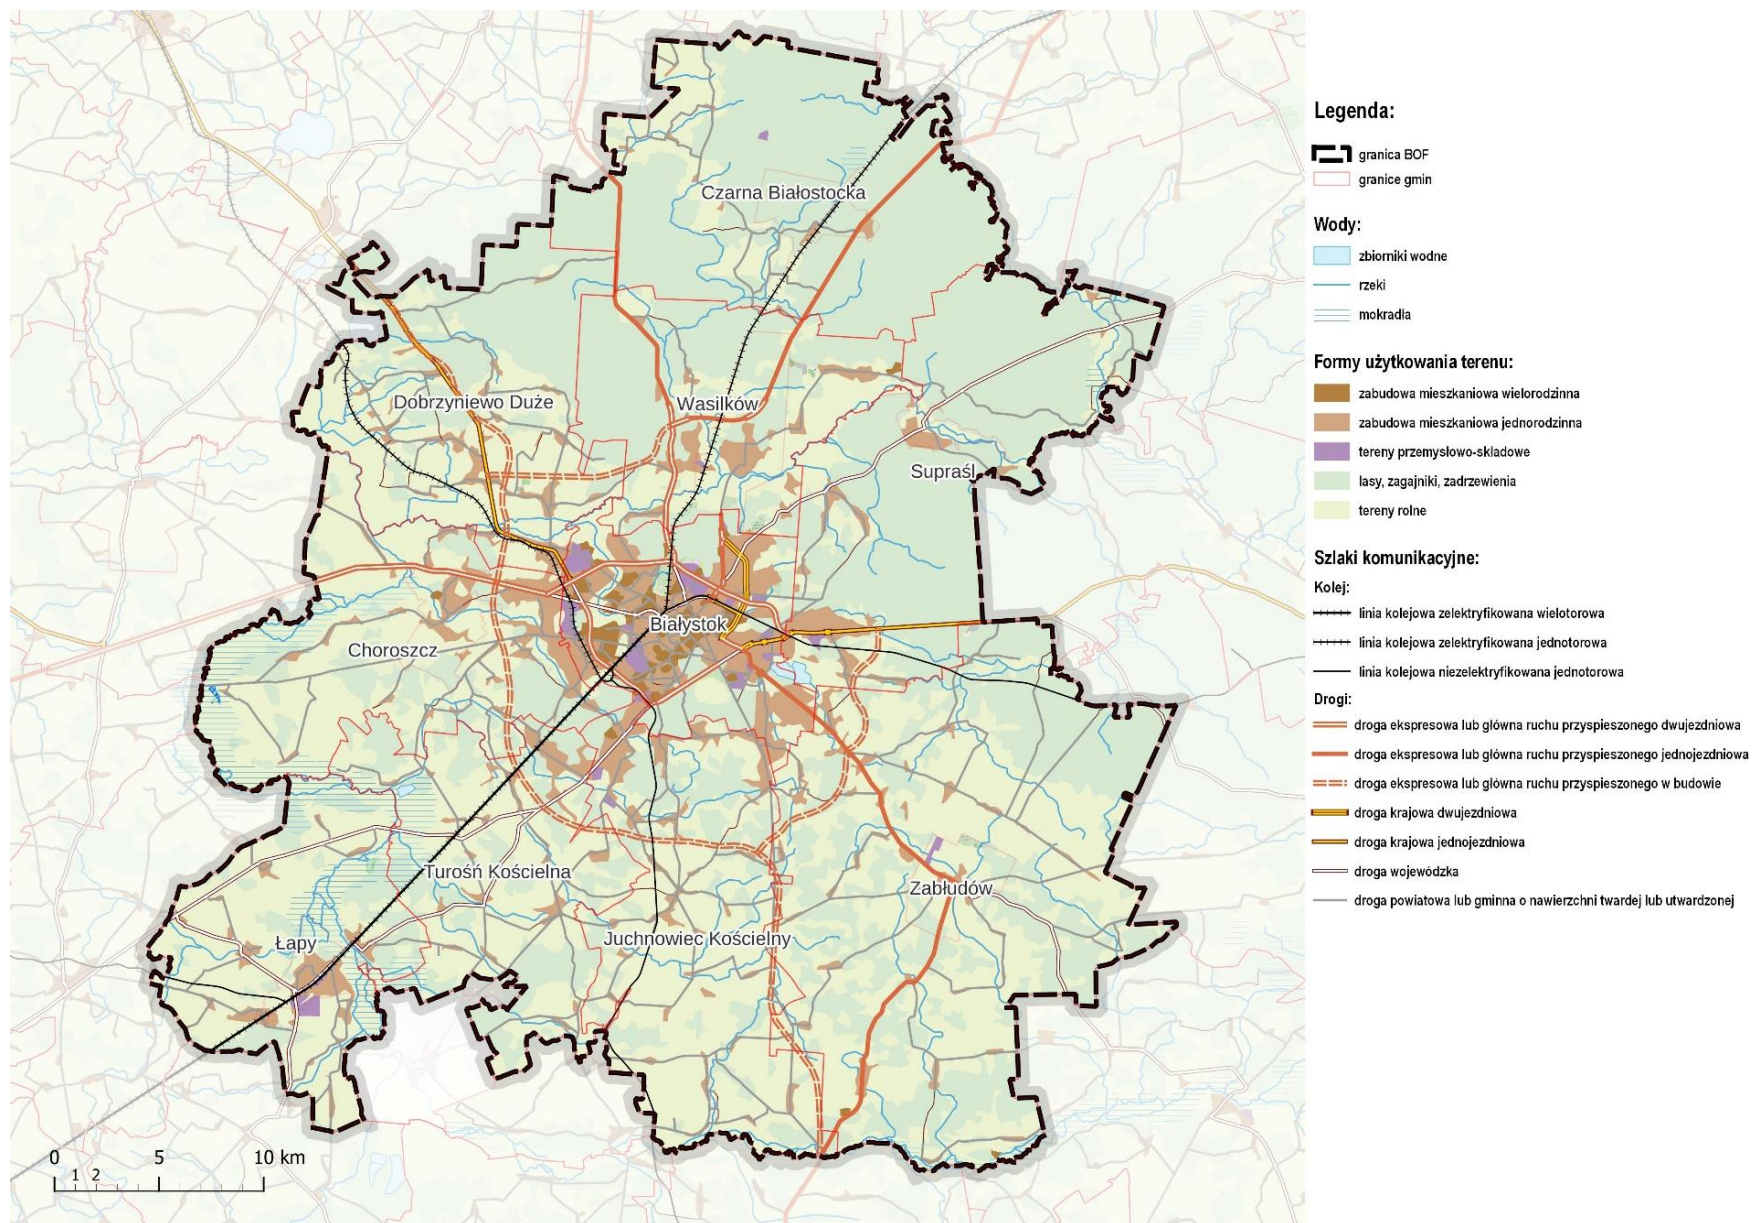 Czarna Białostocka
Dobrzyniewo Duże
Wasilków
Supraśl
Białystok
Choroszcz
Turośń Kościelna
Zabłudów
Juchnowiec Kościelny
Łapy
0 5 10 km
1 2
Legenda:
granica BOF
granice gmin
Wody:
zbiorniki wodne
rzeki
mokradła
Formy użytkowania terenu:
zabudowa mieszkaniowa wielorodzinna
zabudowa mieszkaniowa jednorodzinna
tereny przemysłowo-składowe
lasy, zagajniki, zadrzewienia
tereny rolne
Szlaki komunikacyjne:
Kolej:
linia kolejowa zelektryfikowana wielotorowa
linia kolejowa zelektryfikowana jednotorowa
linia kolejowa niezelektryfikowana jednotorowa
Drogi:
droga ekspresowa lub główna ruchu przyspieszonego dwujezdniowa
droga ekspresowa lub główna ruchu przyspieszonego jednojezdniowa
droga ekspresowa lub główna ruchu przyspieszonego w budowie
droga krajowa dwujezdniowa
droga krajowa jednojezdniowa
droga wojewódzka
droga powiatowa lub gminna o nawierzchni twardej lub utwardzonej